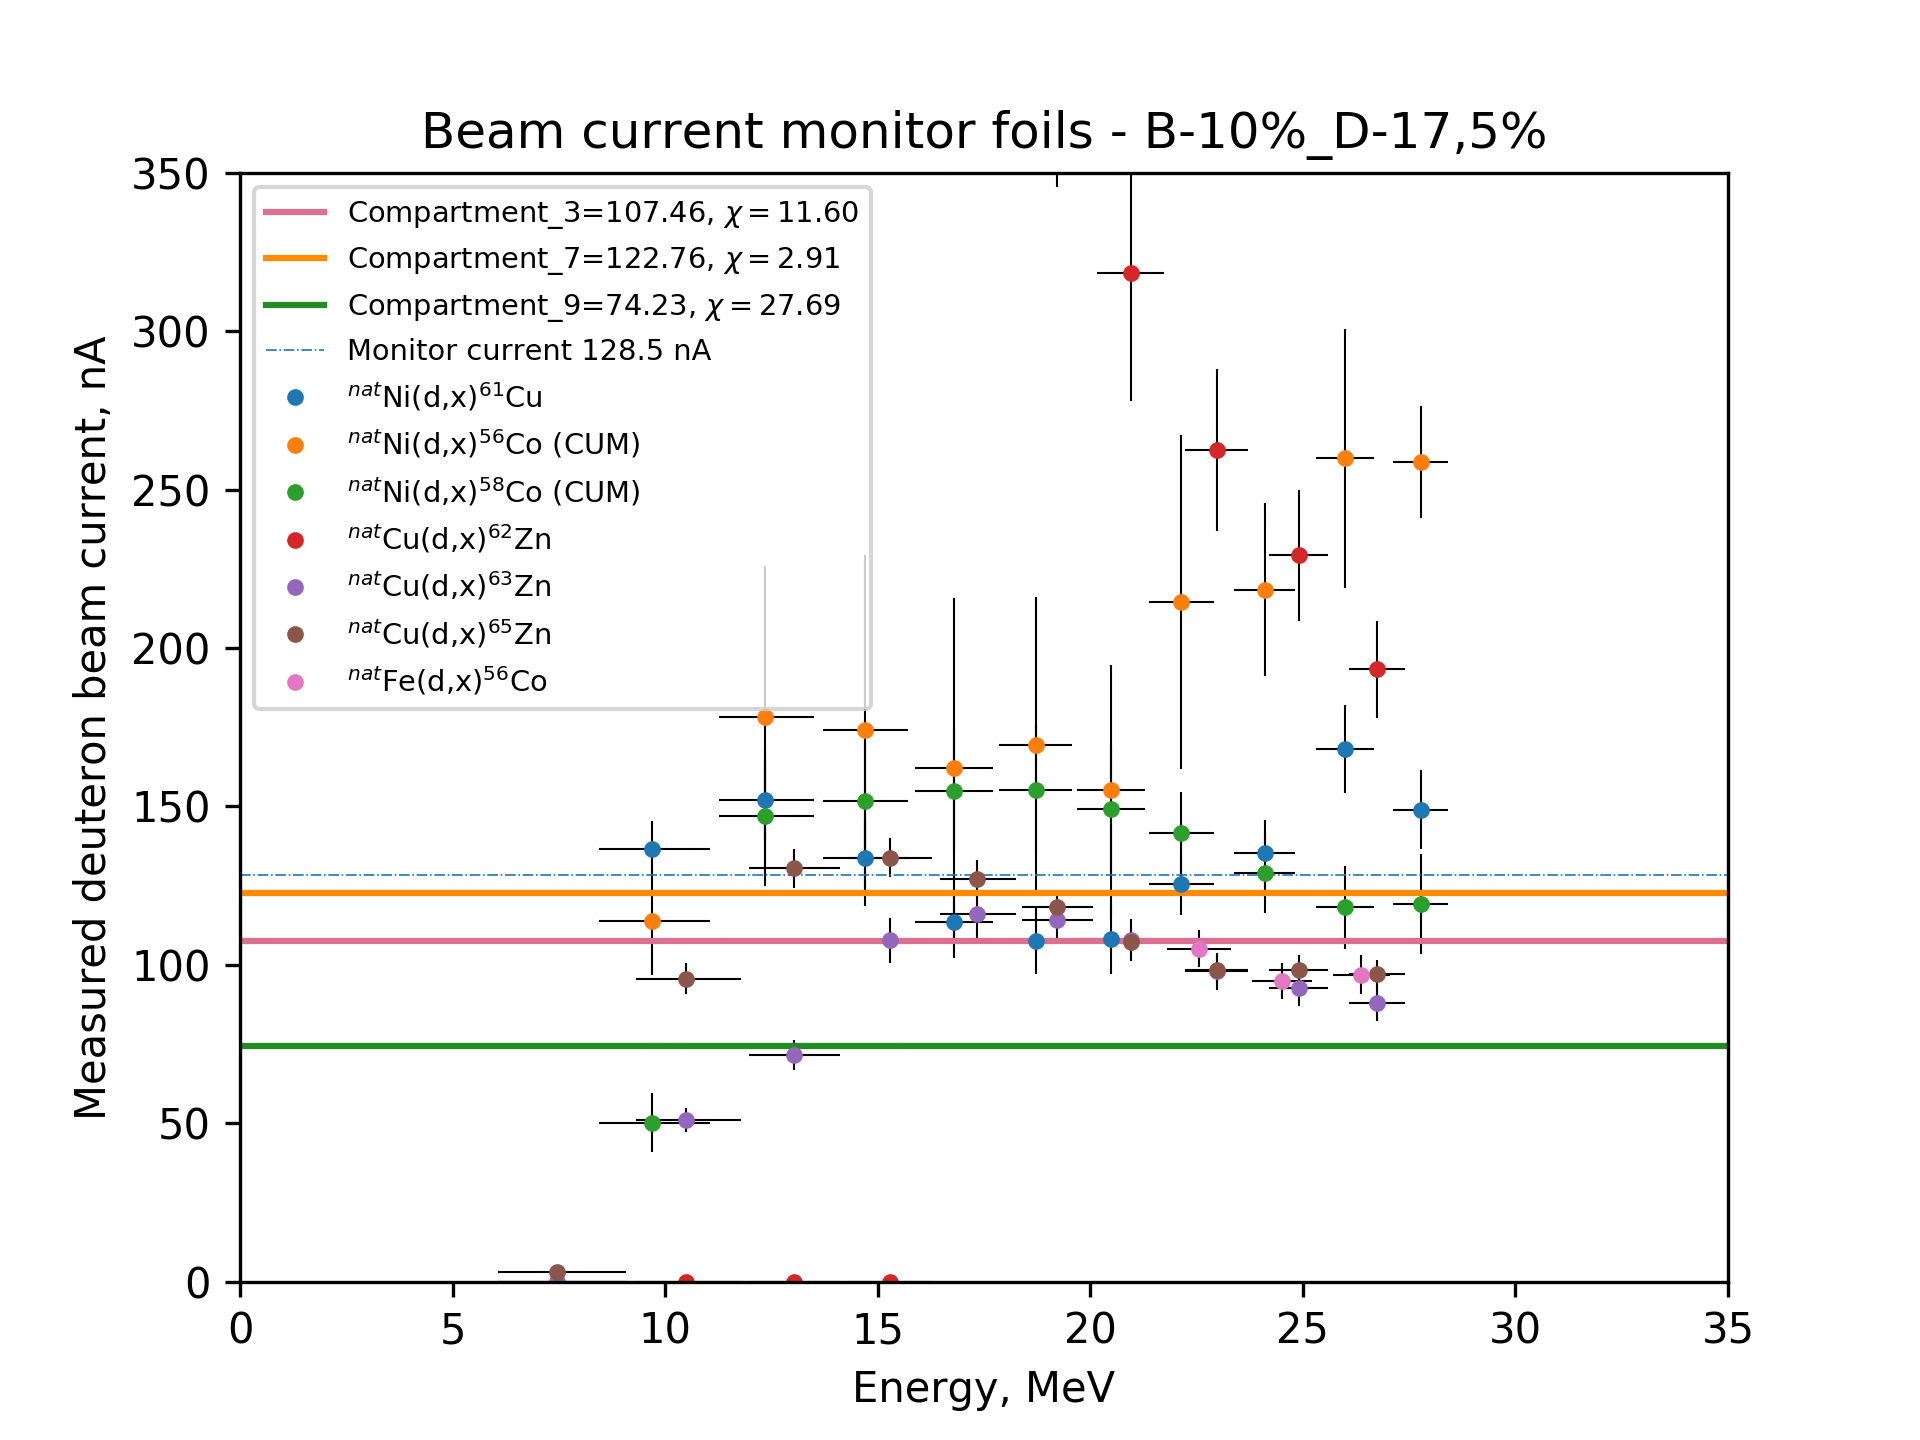 Beam current monitor foils - B-10%_D-17,5%
Measured deuteron beam current, nA
350
300
250
200
150
100
50
0
Compartment_3=107.46, χ = 11.60
Compartment_7=122.76, χ = 2.91
Compartment_9=74.23, χ = 27.69
Monitor current 128.5 nA
ⁿᵃᵗNi(d,x)⁶¹Cu
ⁿᵃᵗNi(d,x)⁵⁶Co (CUM)
ⁿᵃᵗNi(d,x)⁵⁸Co (CUM)
ⁿᵃᵗCu(d,x)⁶²Zn
ⁿᵃᵗCu(d,x)⁶³Zn
ⁿᵃᵗCu(d,x)⁶⁵Zn
ⁿᵃᵗFe(d,x)⁵⁶Co
0 5 10 15 20 25 30 35
Energy, MeV